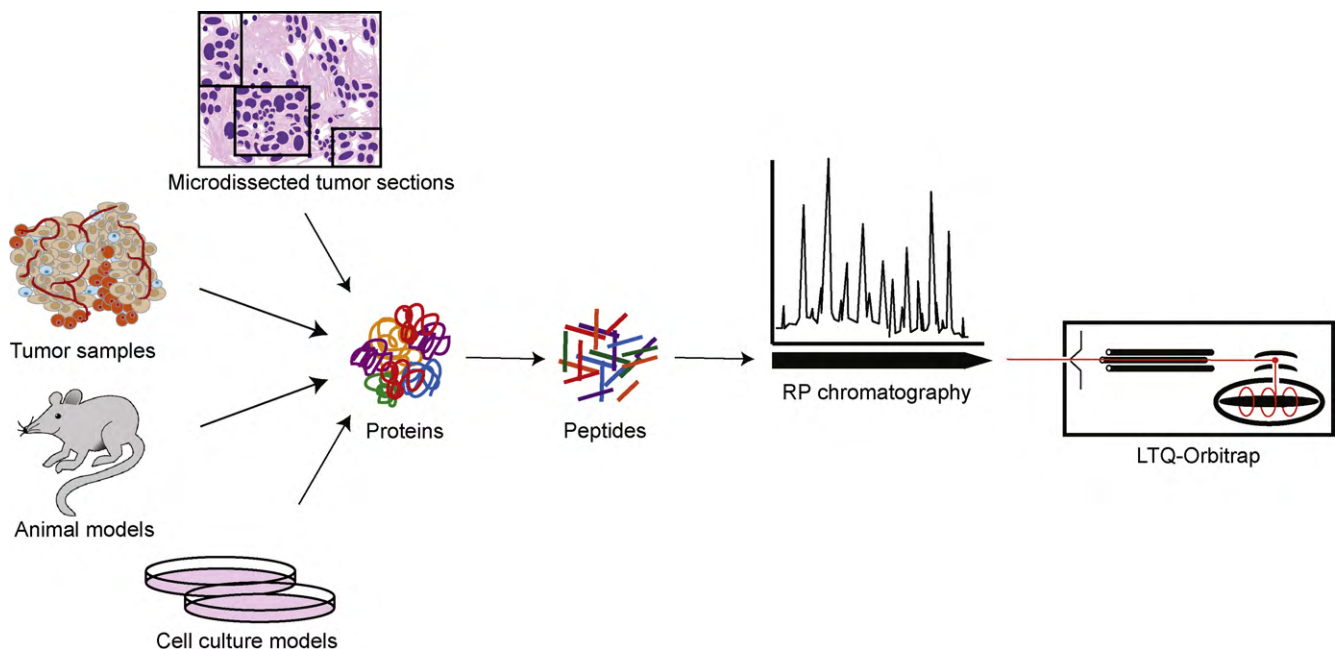 Microdissected tumor sections
Tumor samples
Animal models
Cell culture models
Proteins
Peptides
RP chromatography
LTQ-Orbitrap